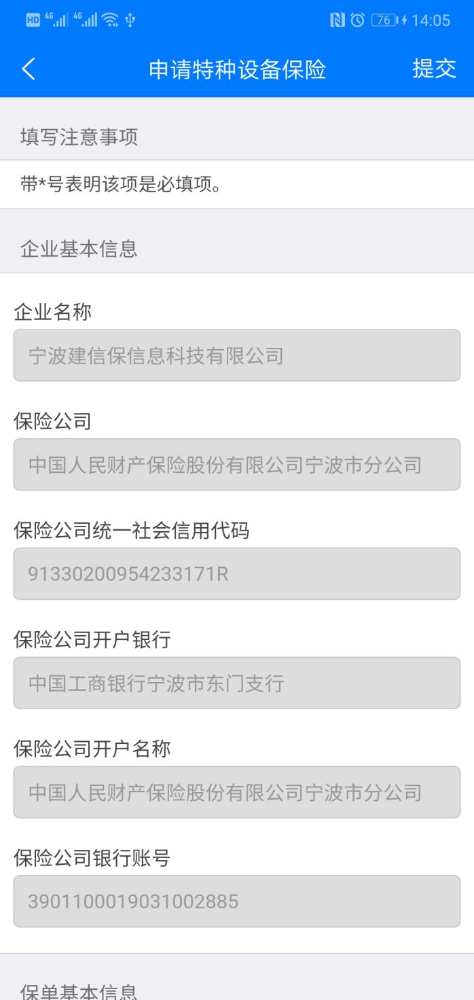 HD 4G 4G 76 14:05
申请特种设备保险 提交
填写注意事项
带*号表明该项是必填项。
企业基本信息
企业名称
宁波建信保信息科技有限公司
保险公司
中国人民财产保险股份有限公司宁波市分公司
保险公司统一社会信用代码
91330200954233171R
保险公司开户银行
中国工商银行宁波市东门支行
保险公司开户名称
中国人民财产保险股份有限公司宁波市分公司
保险公司银行账号
3901100019031002885
保单基本信息